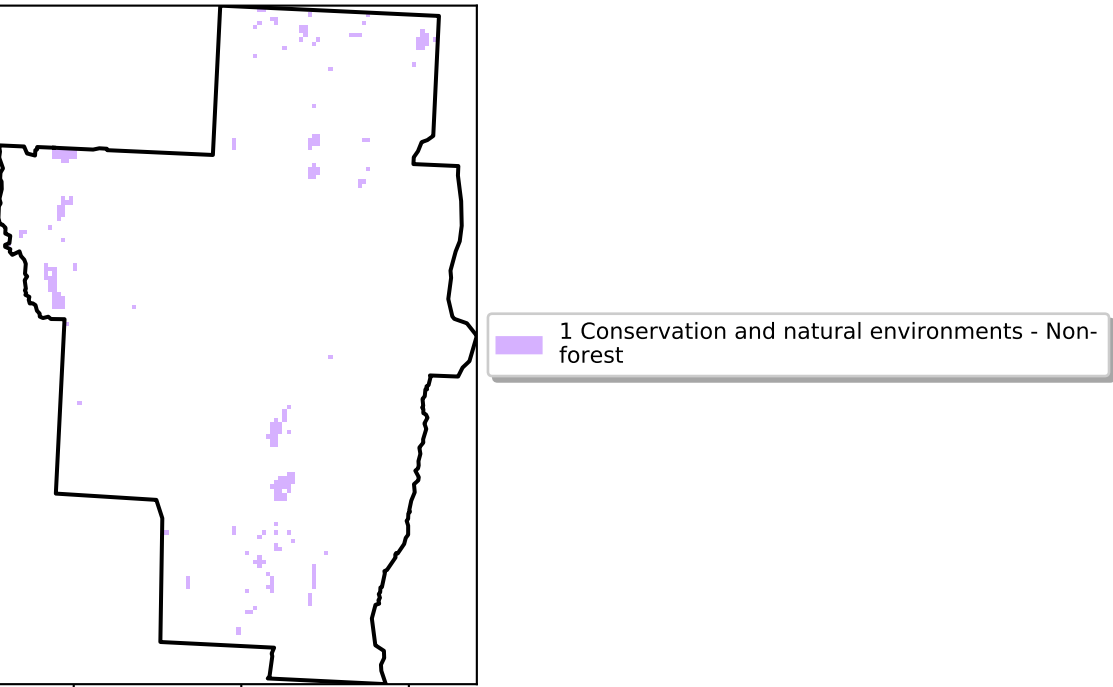 1 Conservation and natural environments - Non-
forest